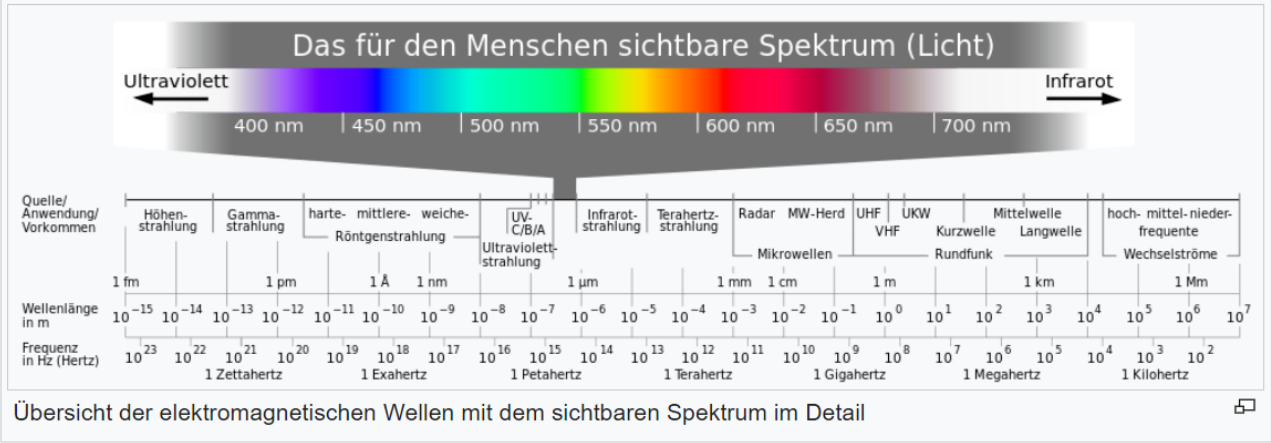 Das für den Menschen sichtbare Spektrum (Licht)
Ultraviolett
Infrarot
400 nm 450 nm 500 nm 550 nm 600 nm 650 nm 700 nm
Quelle/
Anwendung/
Vorkommen
Höhen-
strahlung
Gamma-
strahlung
harte- mittlere- weiche-
Röntgenstrahlung
UV-
C/B/A
Ultraviolett-
strahlung
Infrarot-
strahlung
Terahertz-
strahlung
Radar MW-Herd
Mikrowellen
UHF UKW Mittelwelle
VHF Kurzwelle Langwelle
Rundfunk
hoch- mittel- nieder-
frequente
Wechselströme
1 fm 1 pm 1 Å 1 nm 1 µm 1 mm 1 cm 1 m 1 km 1 Mm
Wellenlänge
in m
10⁻¹⁵ 10⁻¹⁴ 10⁻¹³ 10⁻¹² 10⁻¹¹ 10⁻¹⁰ 10⁻⁹ 10⁻⁸ 10⁻⁷ 10⁻⁶ 10⁻⁵ 10⁻⁴ 10⁻³ 10⁻² 10⁻¹ 10⁰ 10¹ 10² 10³ 10⁴ 10⁵ 10⁶ 10⁷
Frequenz
in Hz (Hertz)
10²³ 10²² 10²¹ 10²⁰ 10¹⁹ 10¹⁸ 10¹⁷ 10¹⁶ 10¹⁵ 10¹⁴ 10¹³ 10¹² 10¹¹ 10¹⁰ 10⁹ 10⁸ 10⁷ 10⁶ 10⁵ 10⁴ 10³ 10²
1 Zettahertz 1 Exahertz 1 Petahertz 1 Terahertz 1 Gigahertz 1 Megahertz 1 Kilohertz
Übersicht der elektromagnetischen Wellen mit dem sichtbaren Spektrum im Detail